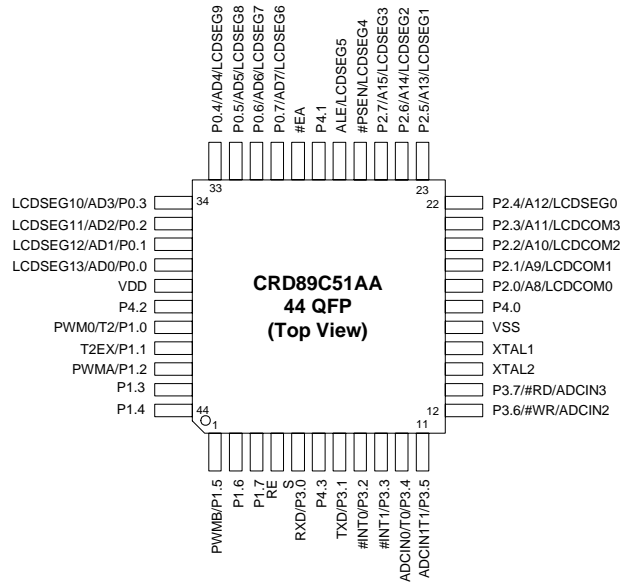 P0.4/AD4/LCDSEG9
P0.5/AD5/LCDSEG8
P0.6/AD6/LCDSEG7
P0.7/AD7/LCDSEG6
#EA
P4.1
ALE/LCDSEG5
#PSEN/LCDSEG4
P2.7/A15/LCDSEG3
P2.6/A14/LCDSEG2
P2.5/A13/LCDSEG1
33
23
34
22
LCDSEG10/AD3/P0.3
LCDSEG11/AD2/P0.2
LCDSEG12/AD1/P0.1
LCDSEG13/AD0/P0.0
VDD
P4.2
PWM0/T2/P1.0
T2EX/P1.1
PWMA/P1.2
P1.3
P1.4
CRD89C51AA
44 QFP
(Top View)
P2.4/A12/LCDSEG0
P2.3/A11/LCDCOM3
P2.2/A10/LCDCOM2
P2.1/A9/LCDCOM1
P2.0/A8/LCDCOM0
P4.0
VSS
XTAL1
XTAL2
P3.7/#RD/ADCIN3
P3.6/#WR/ADCIN2
44
12
1
11
PWMB/P1.5
P1.6
P1.7
RE
S
RXD/P3.0
P4.3
TXD/P3.1
#INT0/P3.2
#INT1/P3.3
ADCIN0/T0/P3.4
ADCIN1T1/P3.5